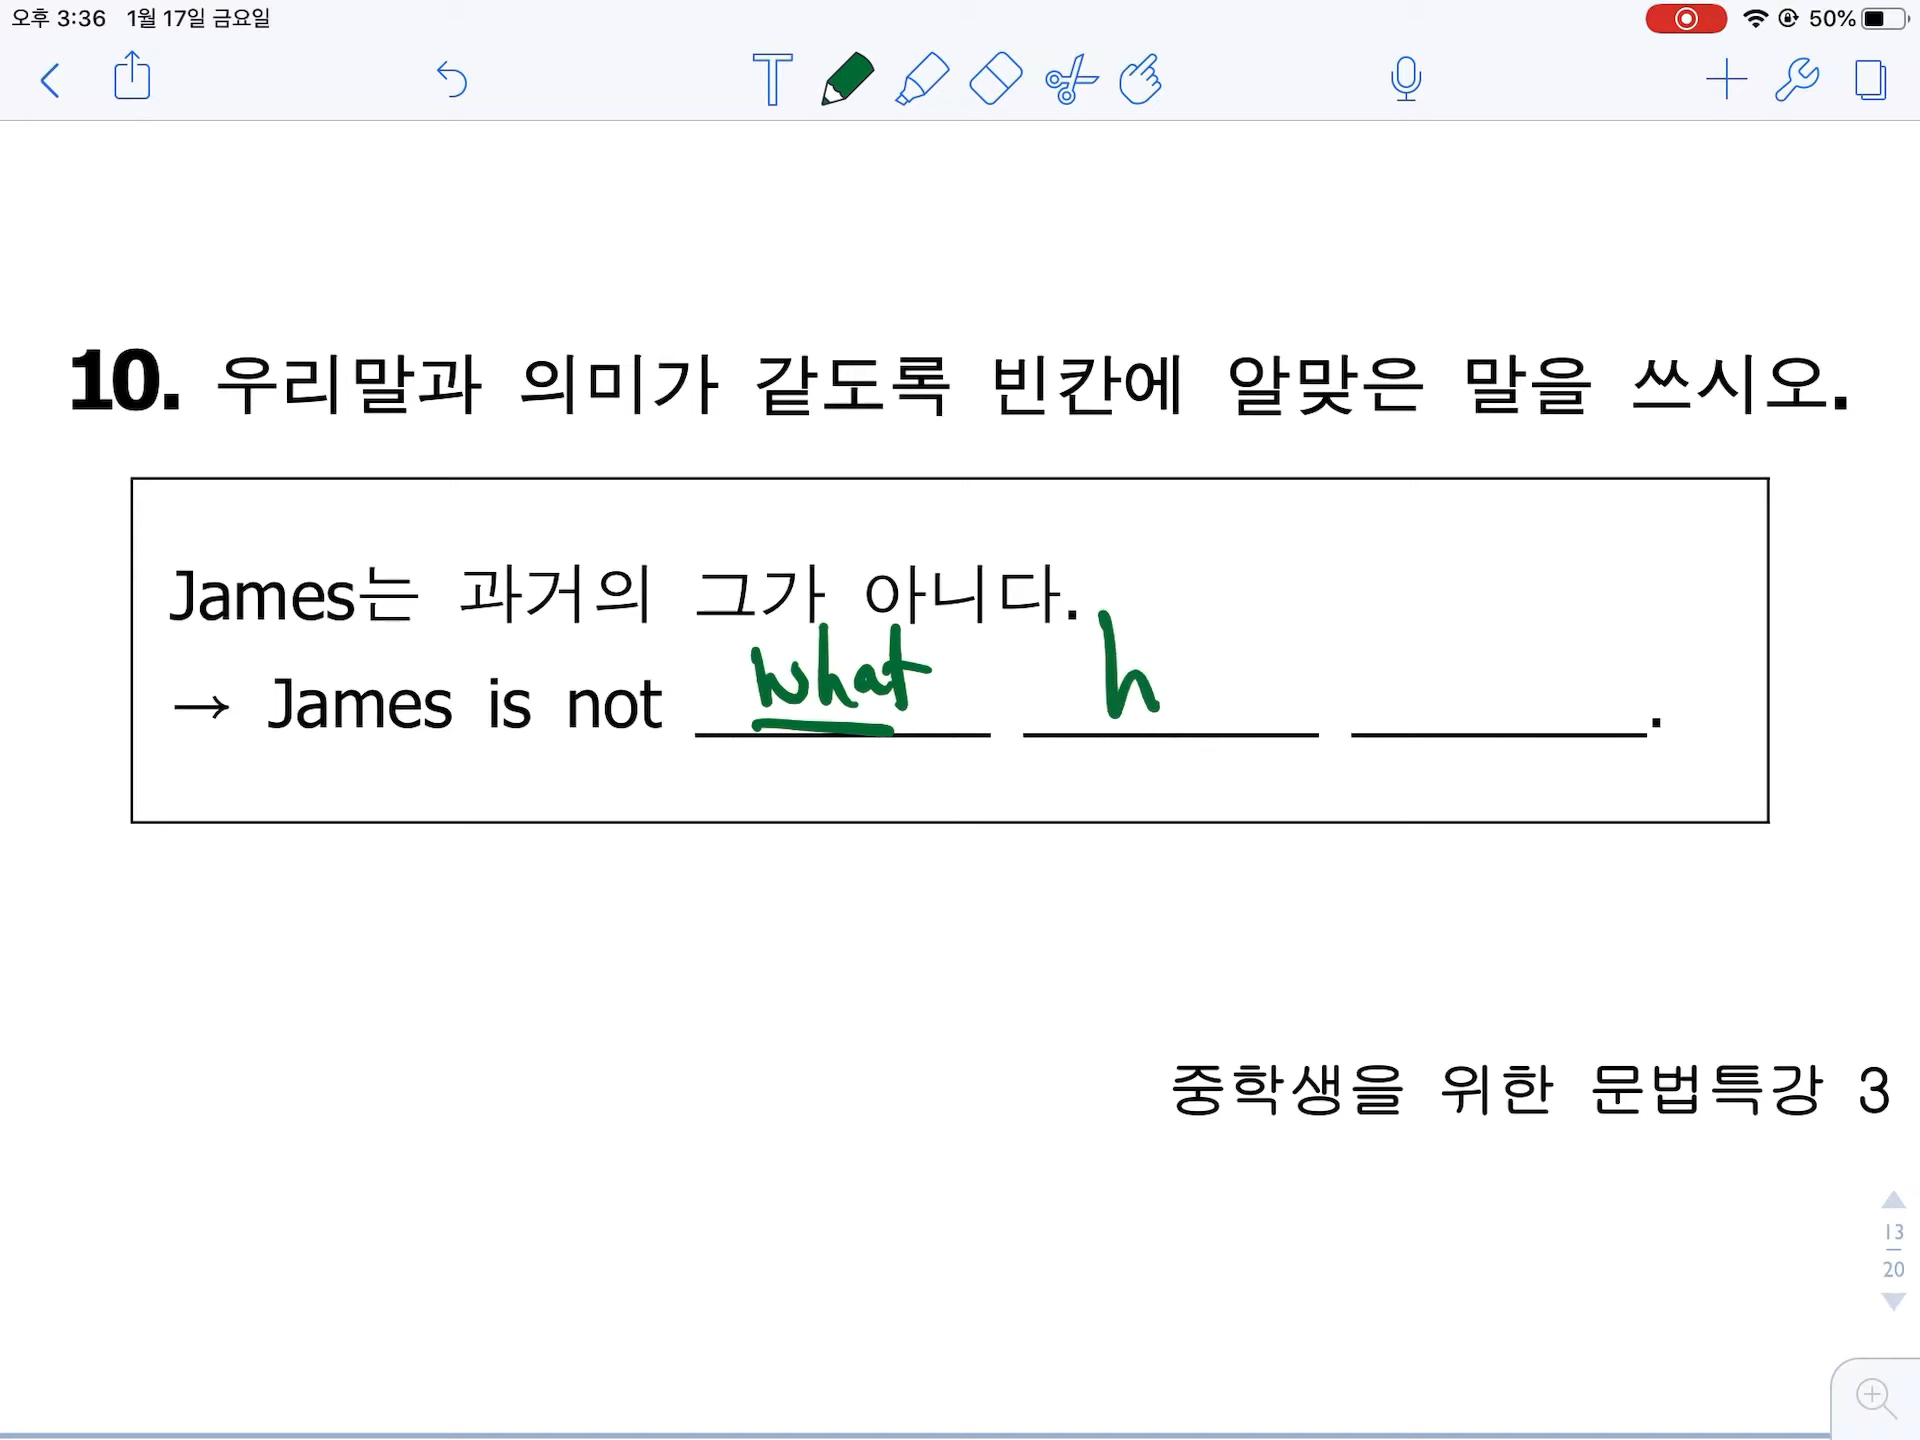 오후 3:36 1월 17일 금요일
50%
10. 우리말과 의미가 같도록 빈칸에 알맞은 말을 쓰시오.
James는 과거의 그가 아니다.
→ James is not what h .
중학생을 위한 문법특강 3
13
20